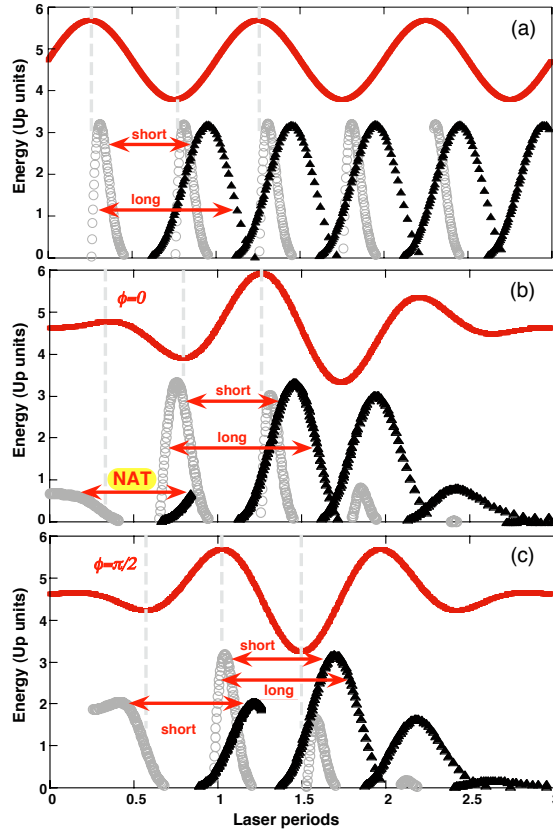 6
5
4
3
2
1
0
Energy (Up units)
(a)
short
long
6
5
4
3
2
1
0
Energy (Up units)
ϕ=0
(b)
short
long
NAT
6
5
4
3
2
1
0
Energy (Up units)
ϕ=π/2
(c)
short
long
short
0 0.5 1 1.5 2 2.5 3
Laser periods